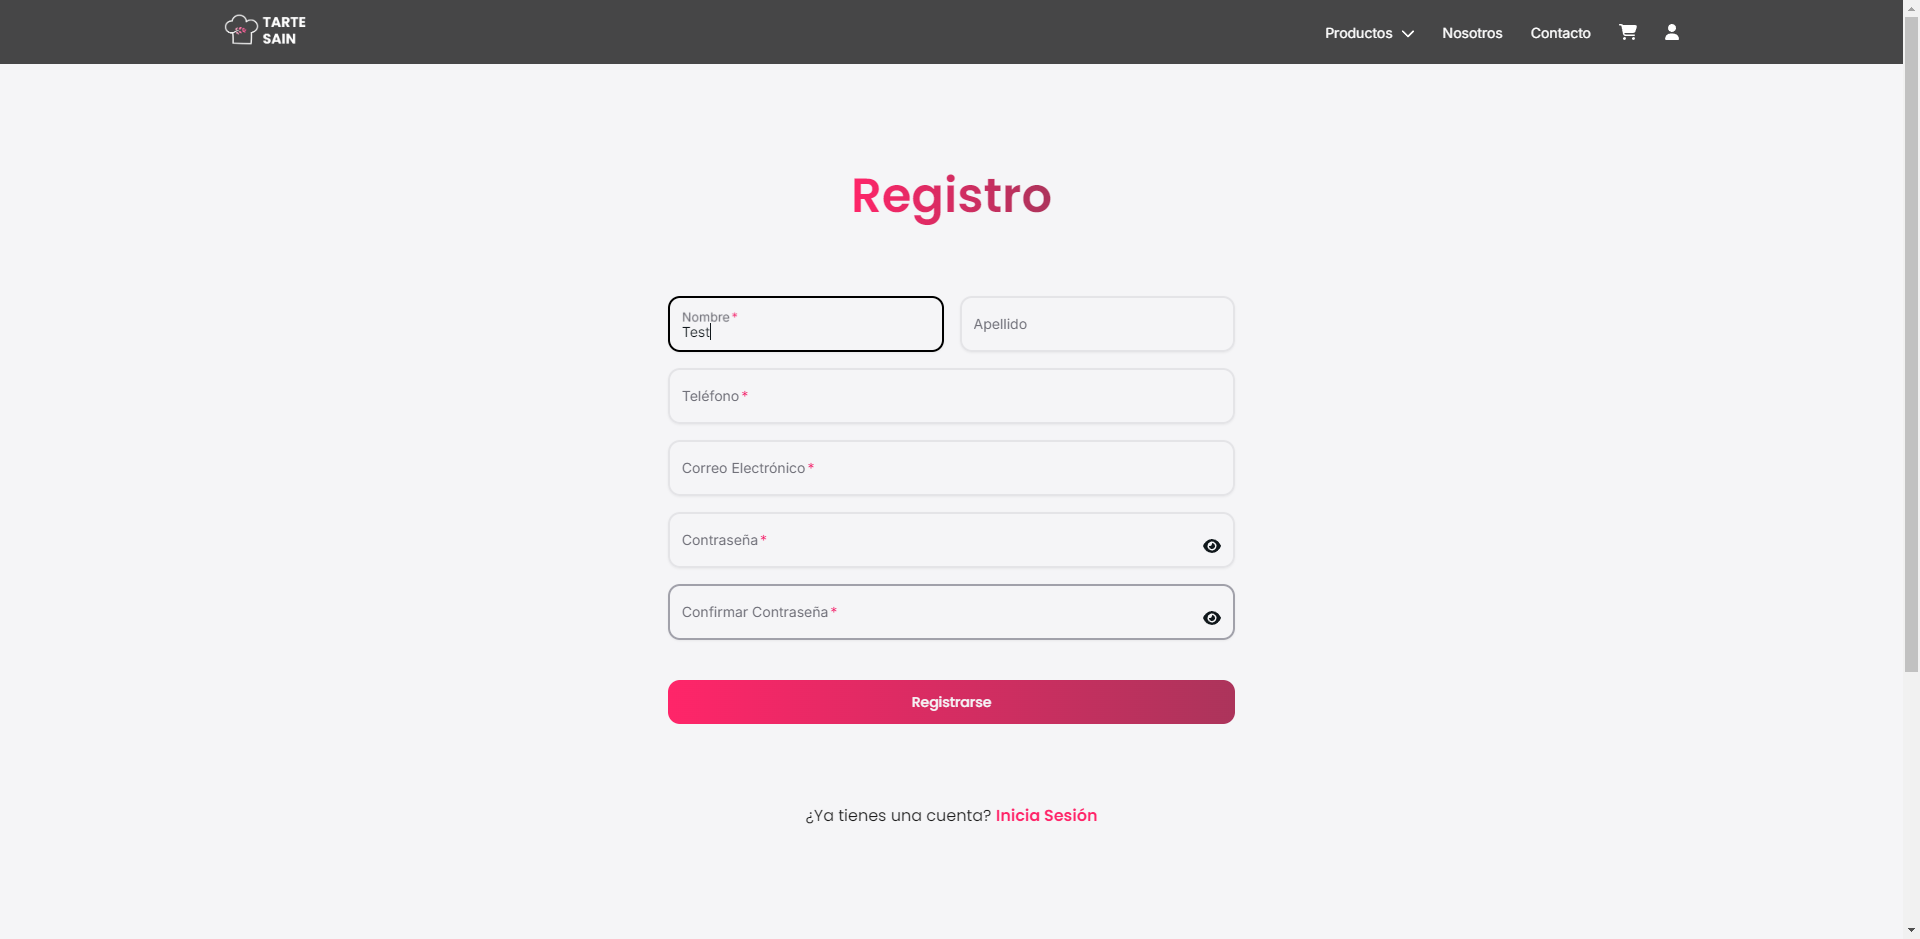 TARTE
SAIN
Productos
Nosotros
Contacto
Registro
Nombre*
Test
Apellido
Teléfono*
Correo Electrónico*
Contraseña*
Confirmar Contraseña*
Registrarse
¿Ya tienes una cuenta? Inicia Sesión